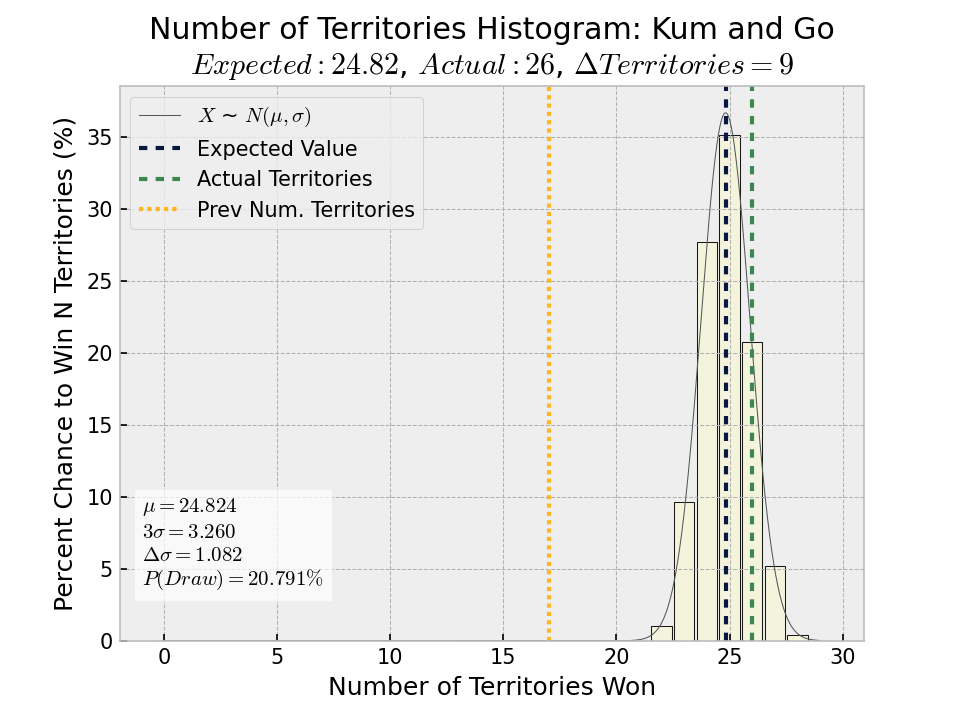 Number of Territories Histogram: Kum and Go
Expected : 24.82, Actual : 26, ΔTerritories = 9
X ~ N(μ, σ)
Expected Value
Actual Territories
Prev Num. Territories
Percent Chance to Win N Territories (%)
35
30
25
20
15
10
5
0
μ = 24.824
3σ = 3.260
Δσ = 1.082
P(Draw) = 20.791%
0 5 10 15 20 25 30
Number of Territories Won